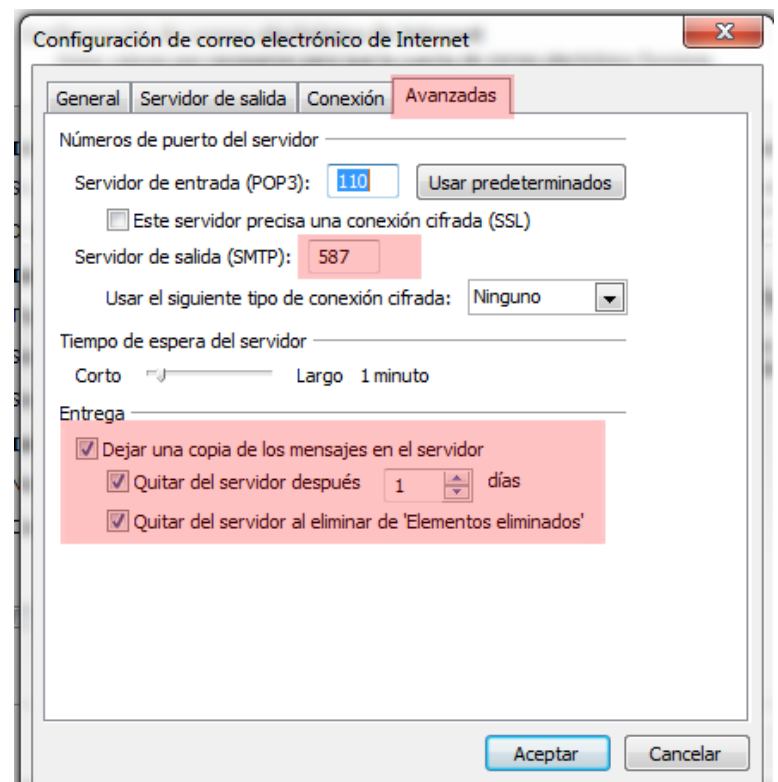 Configuración de correo electrónico de Internet
General Servidor de salida Conexión Avanzadas
Números de puerto del servidor
Servidor de entrada (POP3): 110 Usar predeterminados
Este servidor precisa una conexión cifrada (SSL)
Servidor de salida (SMTP): 587
Usar el siguiente tipo de conexión cifrada: Ninguno
Tiempo de espera del servidor
Corto Largo 1 minuto
Entrega
Dejar una copia de los mensajes en el servidor
Quitar del servidor después 1 días
Quitar del servidor al eliminar de 'Elementos eliminados'
Aceptar Cancelar